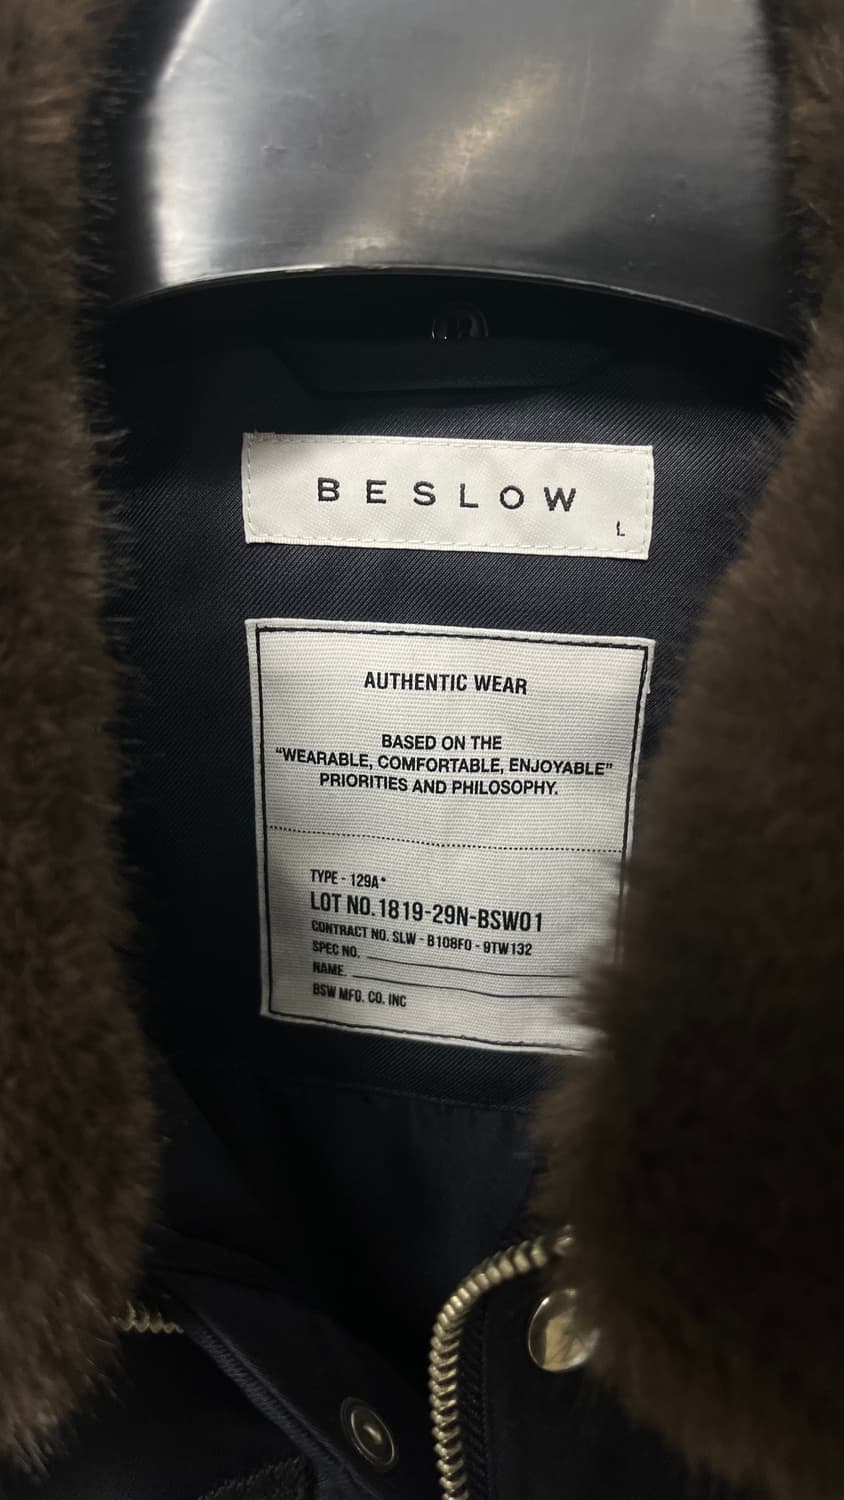 BESLOW
L
AUTHENTIC WEAR
BASED ON THE
"WEARABLE, COMFORTABLE, ENJOYABLE"
PRIORITIES AND PHILOSOPHY.
TYPE - 129A*
LOT NO. 1819-29N-BSW01
CONTRACT NO. SLW - B108F0 - 9TW132
SPEC NO.
NAME.
BSW MFG. CO. INC